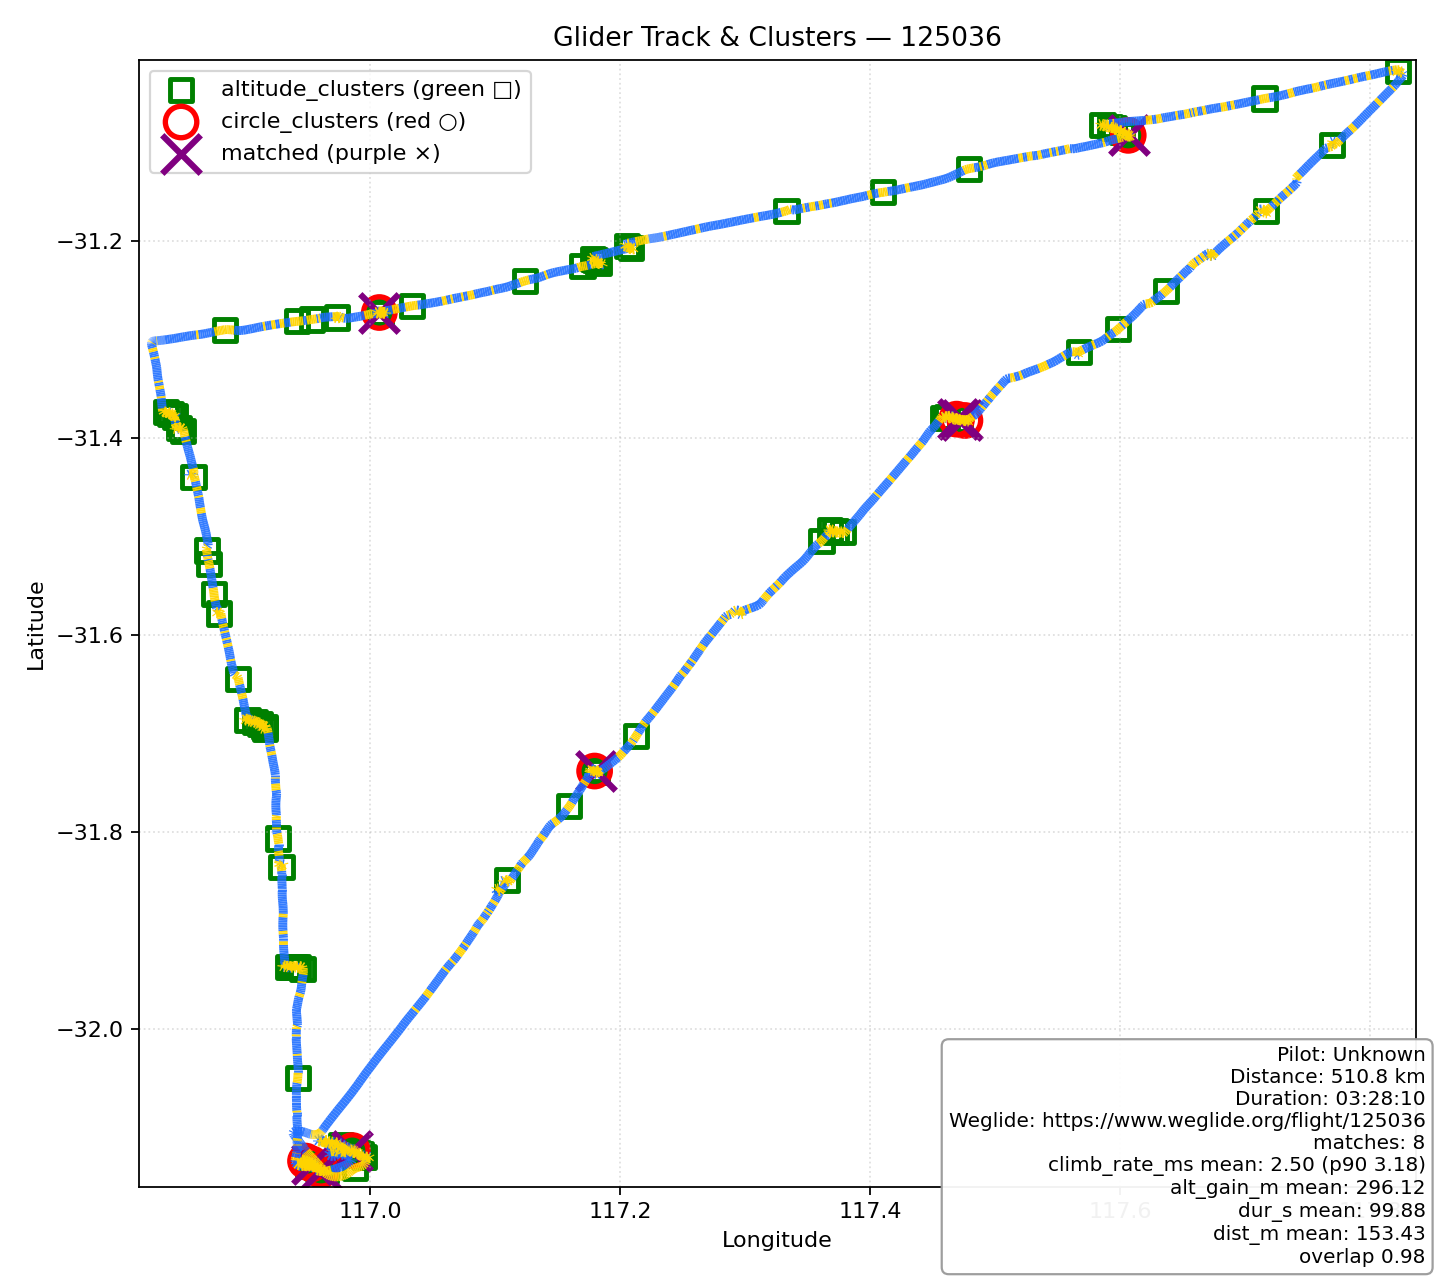 Glider Track & Clusters — 125036
altitude_clusters (green □)
circle_clusters (red ○)
matched (purple ×)
Latitude
−31.2
−31.4
−31.6
−31.8
−32.0
117.0
117.2
117.4
117.6
Longitude
Pilot: Unknown
Distance: 510.8 km
Duration: 03:28:10
Weglide: https://www.weglide.org/flight/125036
matches: 8
climb_rate_ms mean: 2.50 (p90 3.18)
alt_gain_m mean: 296.12
dur_s mean: 99.88
dist_m mean: 153.43
overlap 0.98